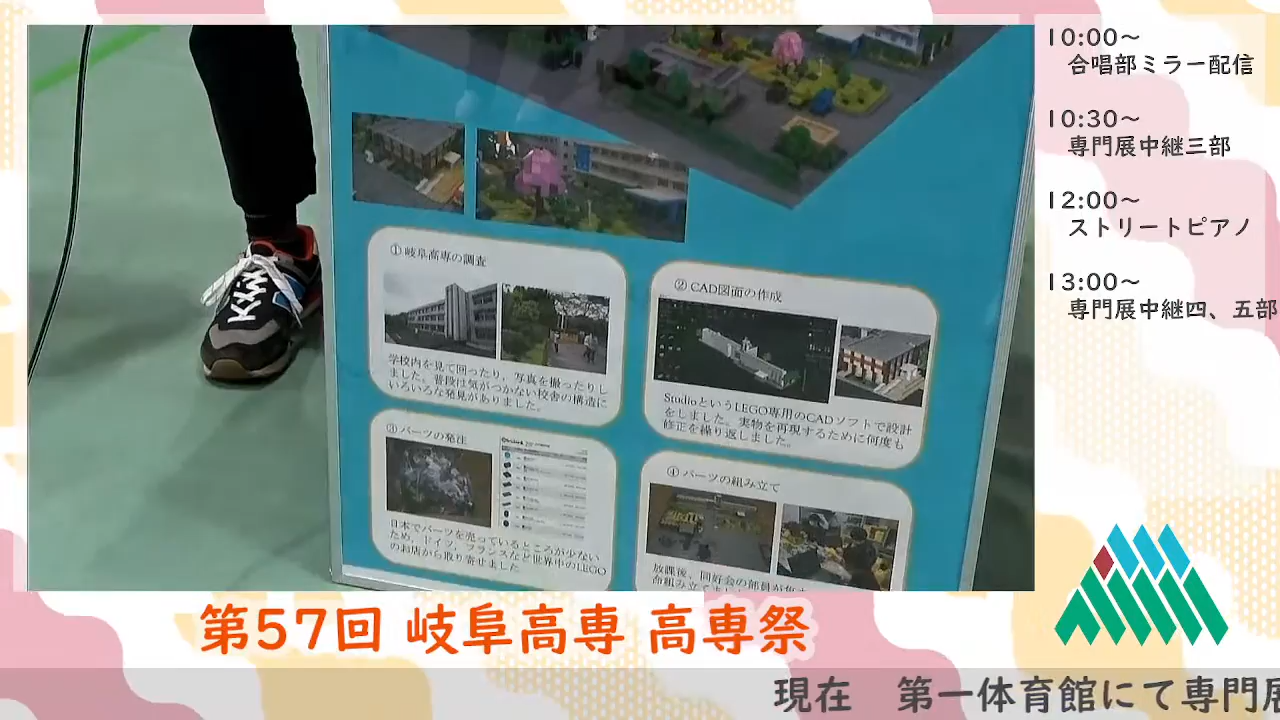 10:00～
合唱部ミラー配信
10:30～
専門展中継三部
12:00～
ストリートピアノ
13:00～
専門展中継四、五部
① 岐阜高専の調査
学校内を見て回ったり、写真を撮ったりし
ました。普段は気がつかない校舎の構造に
いろいろな発見がありました。
② CAD図面の作成
StudioというLEGO専用のCADソフトで設計
をしました。実物を再現するために何度も
修正を繰り返しました。
③ パーツの発注
日本でパーツを売っているところが少ない
ため、ドイツ、フランスなど世界中のLEGO
のお店から取り寄せました
④ パーツの組み立て
放課後、同好会の部員が
第57回 岐阜高専 高専祭
現在 第一体育館にて専門展